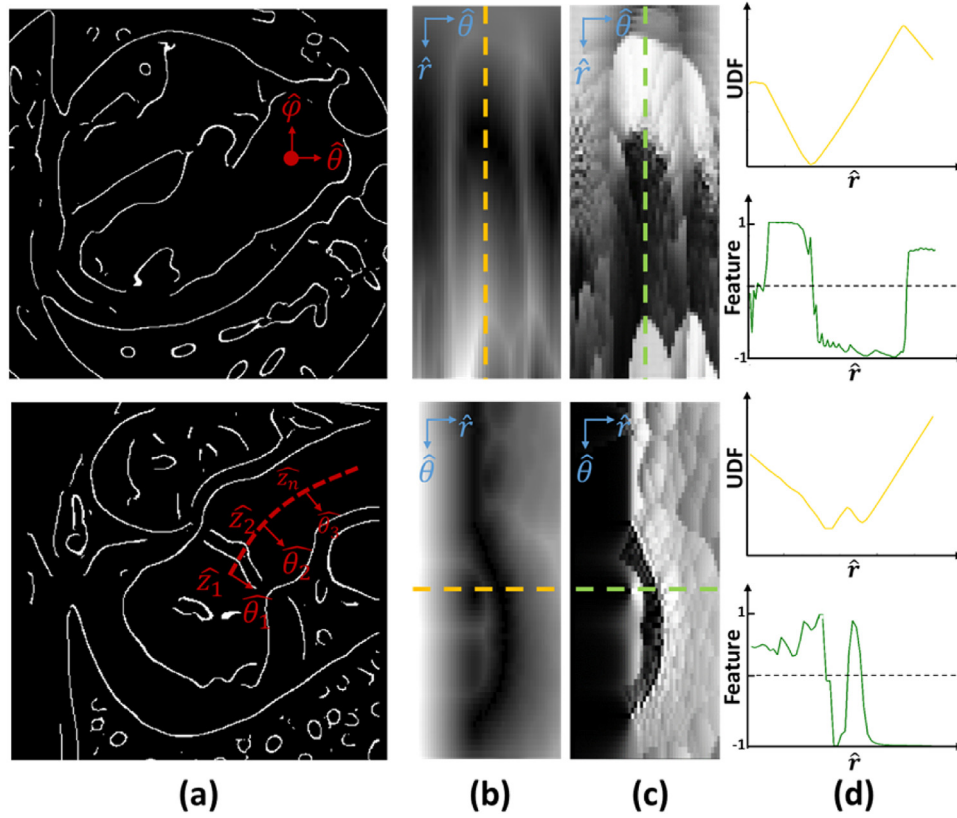 φ̂
θ̂
θ̂
r̂
θ̂
r̂
UDF
r̂
1
Feature
-1
r̂
ẑₙ
ẑ₂
θ̂₃
θ̂₂
ẑ₁
θ̂₁
r̂
θ̂
r̂
θ̂
UDF
r̂
1
Feature
-1
r̂
(a) (b) (c) (d)